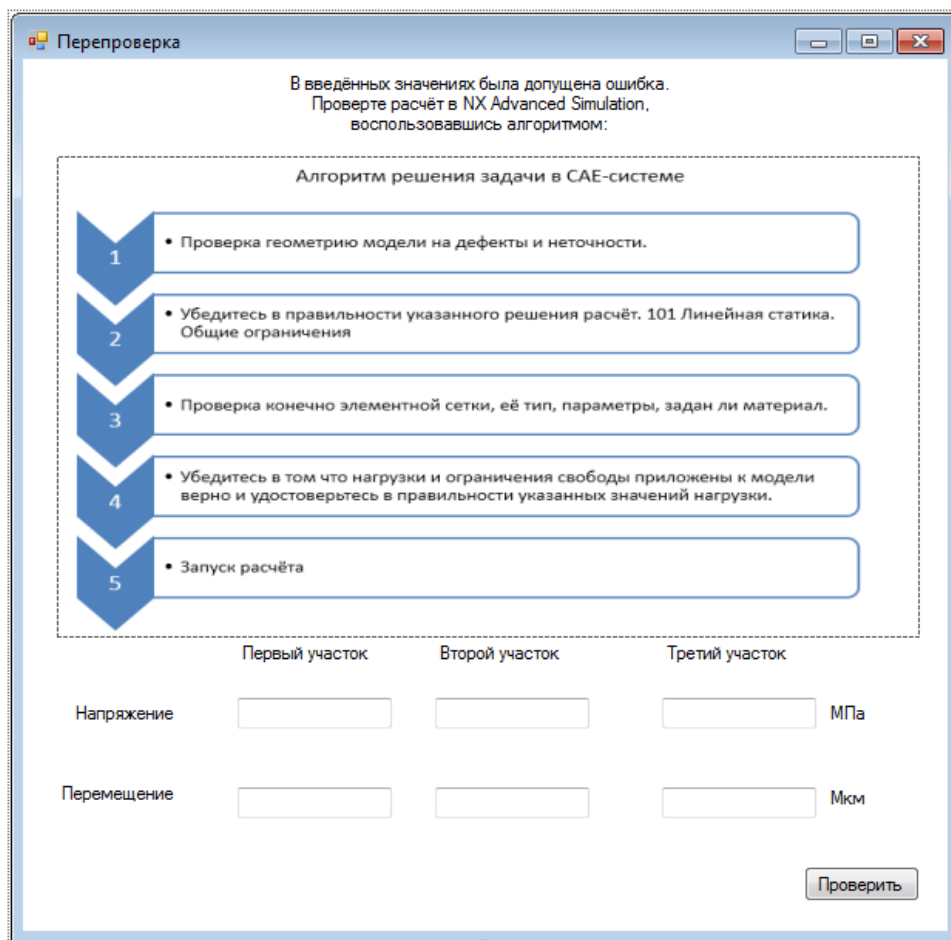 Перепроверка
В введённых значениях была допущена ошибка.
Проверте расчёт в NX Advanced Simulation,
воспользовавшись алгоритмом:
Алгоритм решения задачи в CAE-системе
1
• Проверка геометрию модели на дефекты и неточности.
2
• Убедитесь в правильности указанного решения расчёт. 101 Линейная статика.
Общие ограничения
3
• Проверка конечно элементной сетки, её тип, параметры, задан ли материал.
4
• Убедитесь в том что нагрузки и ограничения свободы приложены к модели
верно и удостоверьтесь в правильности указанных значений нагрузки.
5
• Запуск расчёта
Первый участок Второй участок Третий участок
Напряжение МПа
Перемещение Мкм
Проверить